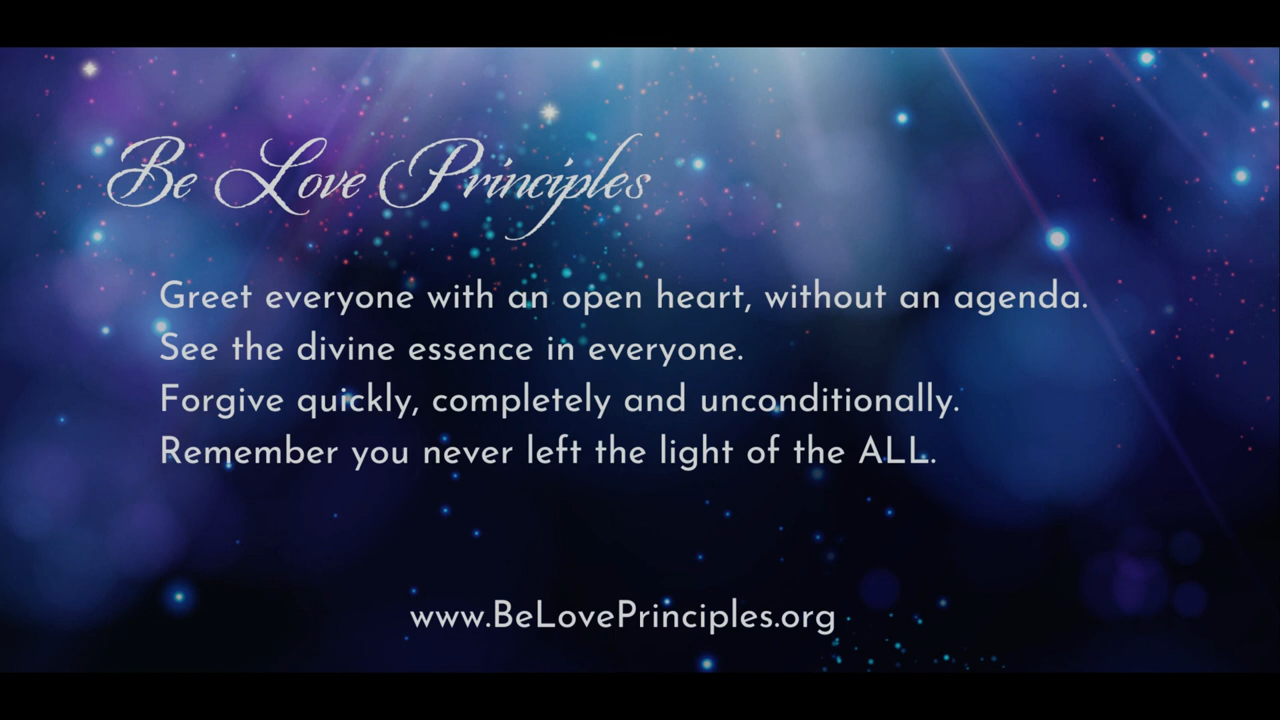 Be Love Principles
Greet everyone with an open heart, without an agenda.
See the divine essence in everyone.
Forgive quickly, completely and unconditionally.
Remember you never left the light of the ALL.
www.BeLovePrinciples.org